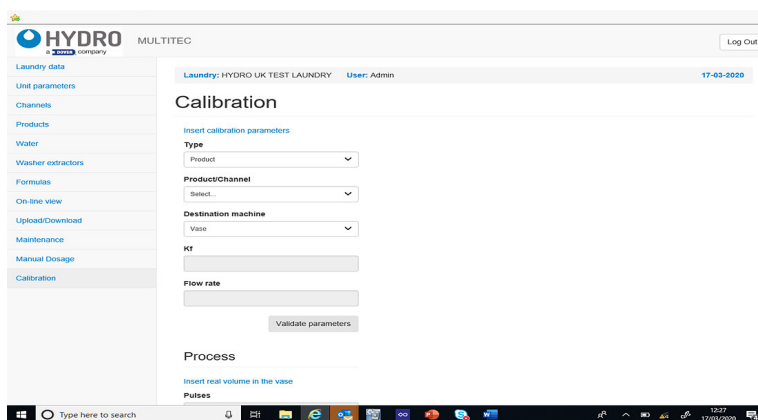 HYDRO
a DOVER company
MULTITEC
Log Out
Laundry data
Unit parameters
Channels
Products
Water
Washer extractors
Formulas
On-line view
Upload/Download
Maintenance
Manual Dosage
Calibration
Laundry: HYDRO UK TEST LAUNDRY User: Admin 17-03-2020
Calibration
Insert calibration parameters
Type
Product
Product/Channel
Select...
Destination machine
Vase
Kf
Flow rate
Validate parameters
Process
Insert real volume in the vase
Pulses
Type here to search
12:27
17/03/2020